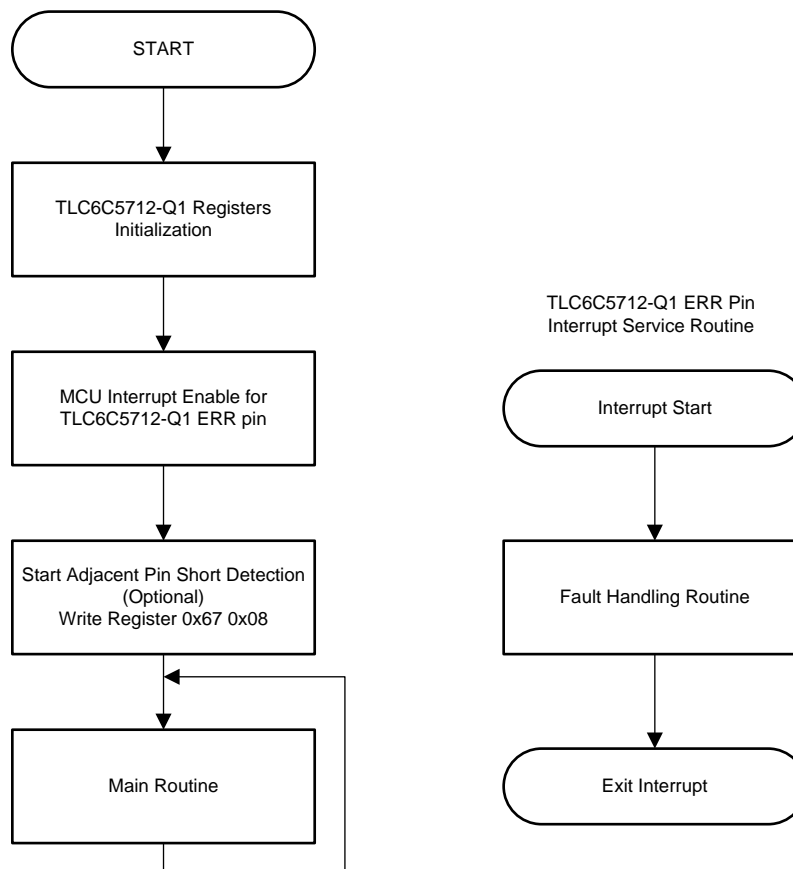 START
TLC6C5712-Q1 Registers
Initialization
MCU Interrupt Enable for
TLC6C5712-Q1 ERR pin
Start Adjacent Pin Short Detection
(Optional)
Write Register 0x67 0x08
Main Routine
TLC6C5712-Q1 ERR Pin
Interrupt Service Routine
Interrupt Start
Fault Handling Routine
Exit Interrupt